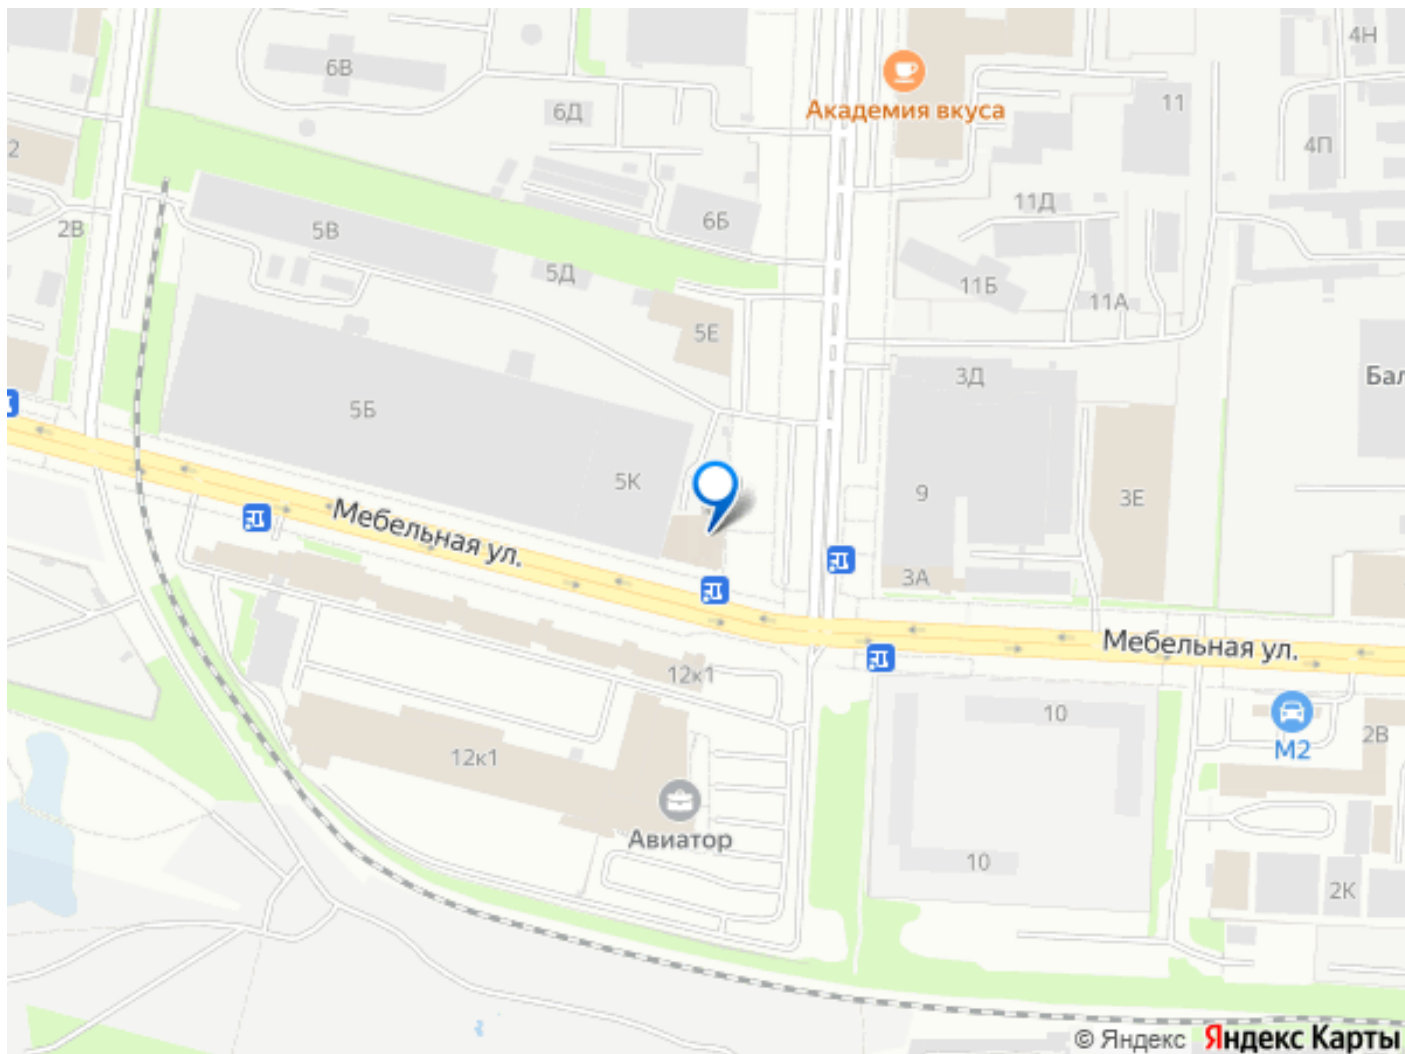 6В
4Н
6Д
Академия вкуса
11
2
4П
2В
5В
6Б
11Д
5Д
11Б
11А
5Е
3Д
Бал
5Б
5К
9
3Е
Мебельная ул.
3А
Мебельная ул.
12к1
10
2В
М2
12к1
Авиатор
10
2К
© Яндекс Яндекс Карты